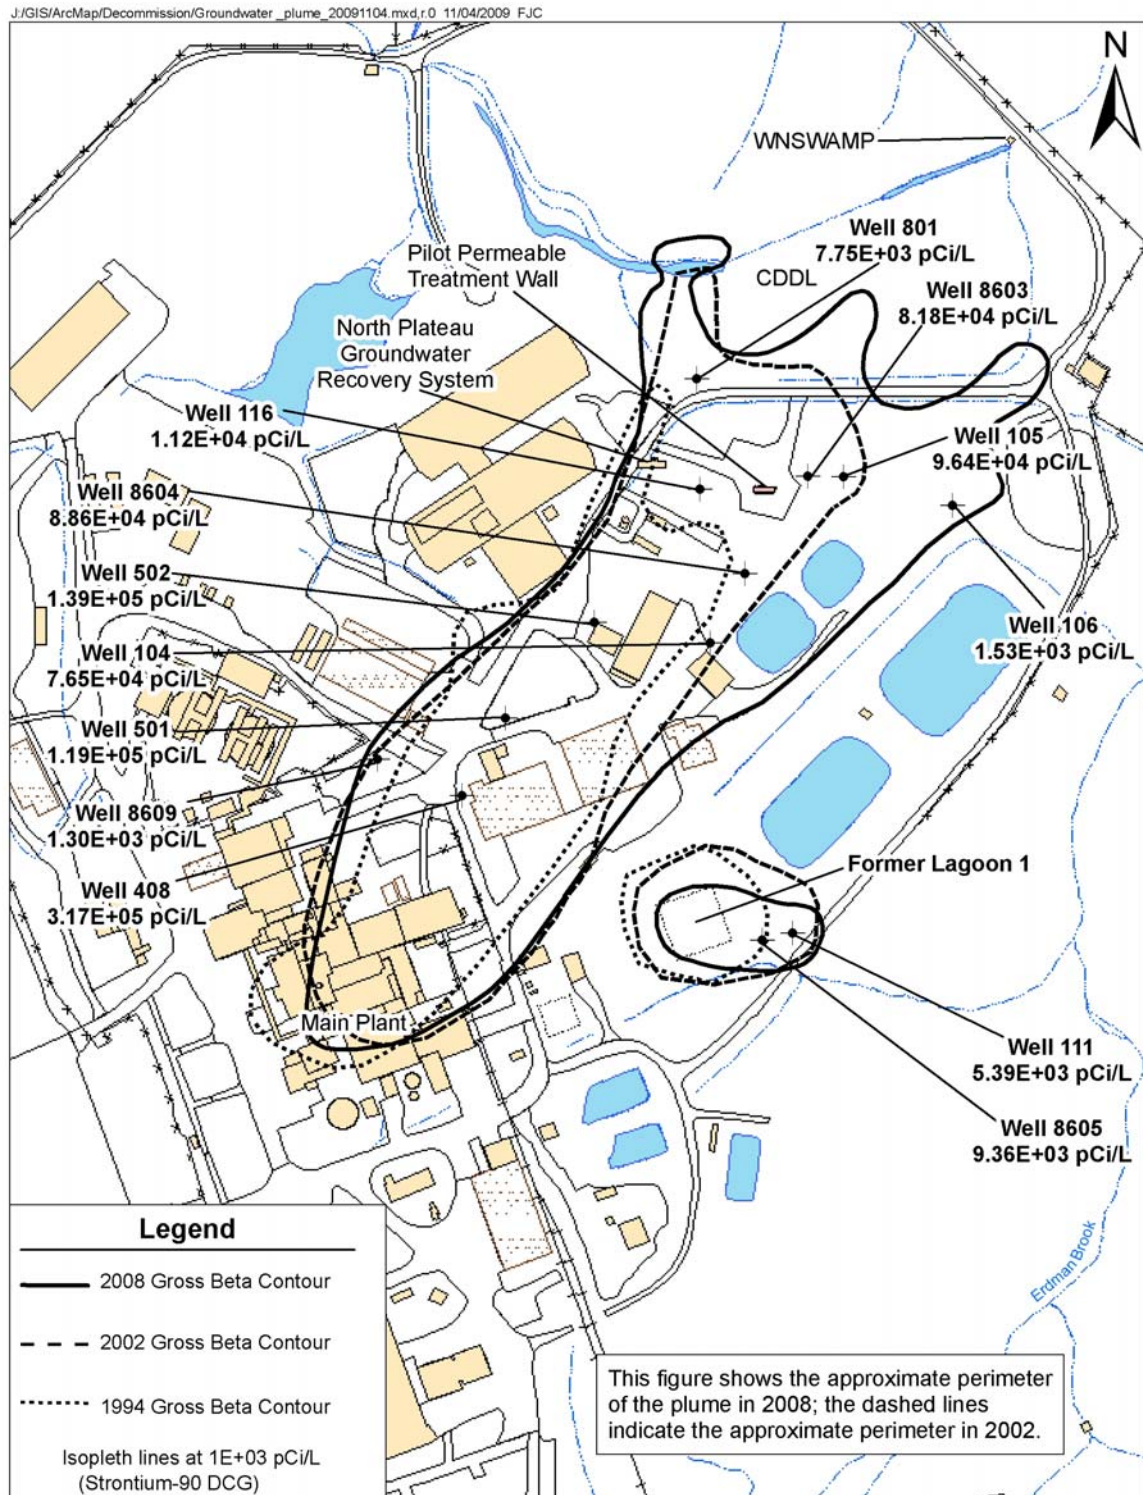 J:/GIS/ArcMap/Decommission/Groundwater _plume_20091104.mxd,r.0 11/04/2009 FJC
N
WNSWAMP
Well 801
7.75E+03 pCi/L
Pilot Permeable
Treatment Wall
CDDL
Well 8603
8.18E+04 pCi/L
North Plateau
Groundwater
Recovery System
Well 116
1.12E+04 pCi/L
Well 105
9.64E+04 pCi/L
Well 8604
8.86E+04 pCi/L
Well 502
1.39E+05 pCi/L
Well 106
1.53E+03 pCi/L
Well 104
7.65E+04 pCi/L
Well 501
1.19E+05 pCi/L
Well 8609
1.30E+03 pCi/L
Former Lagoon 1
Well 408
3.17E+05 pCi/L
Main Plant
Well 111
5.39E+03 pCi/L
Well 8605
9.36E+03 pCi/L
Erdman Brook
Legend
2008 Gross Beta Contour
2002 Gross Beta Contour
1994 Gross Beta Contour
Isopleth lines at 1E+03 pCi/L
(Strontium-90 DCG)
This figure shows the approximate perimeter
of the plume in 2008; the dashed lines
indicate the approximate perimeter in 2002.